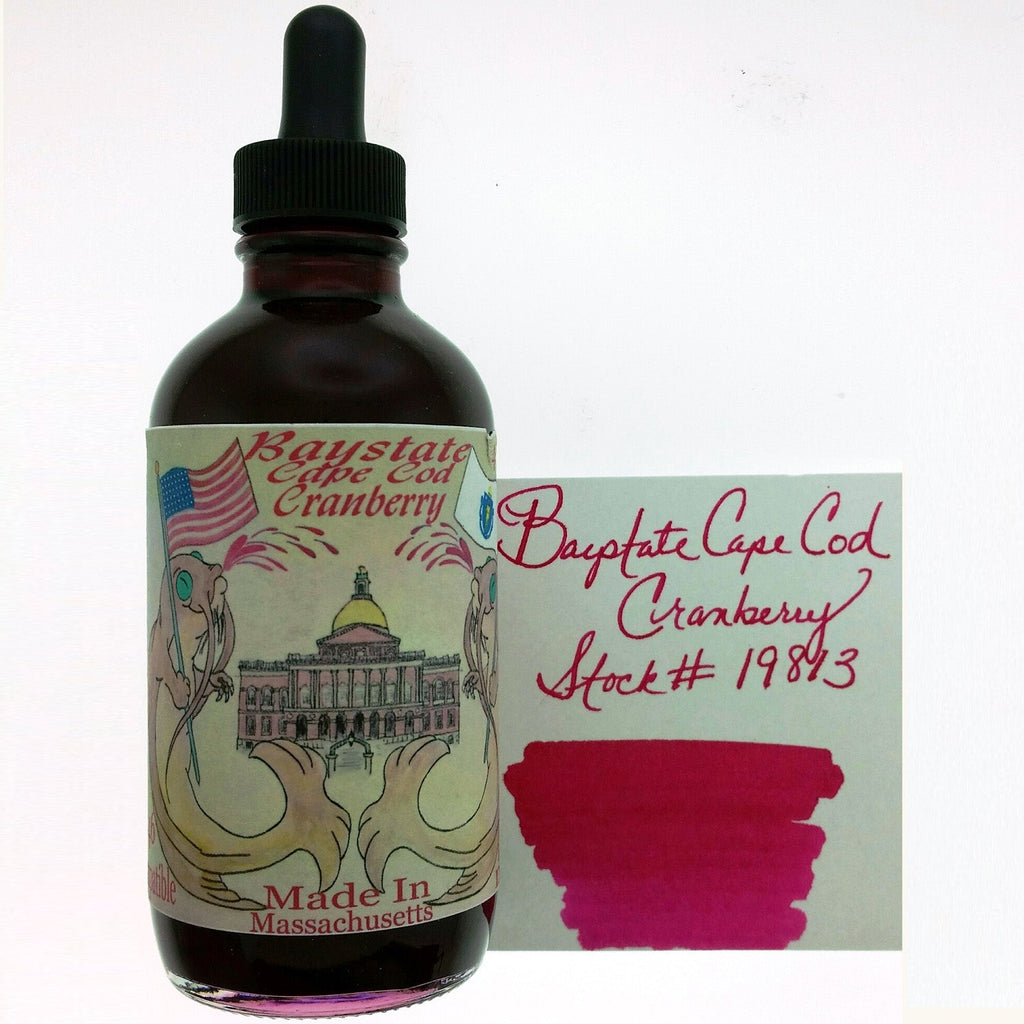 Baystate
Cape Cod
Cranberry
Made In
Massachusetts
Baystate Cape Cod
Cranberry
Stock # 19813